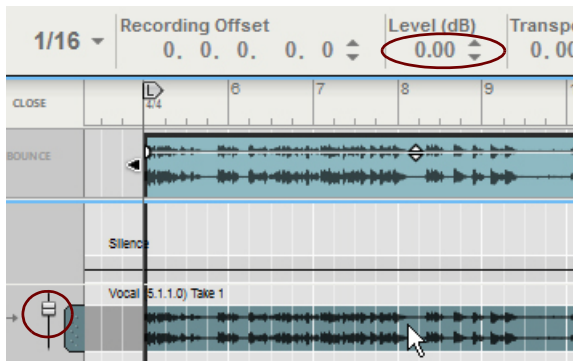 1/16 Recording Offset Level (dB) Transpo
0. 0. 0. 0. 0 0.00 0.00
CLOSE L 6 7 8 9
4/4
BOUNCE
Silence
Vocal (5.1.1.0) Take 1